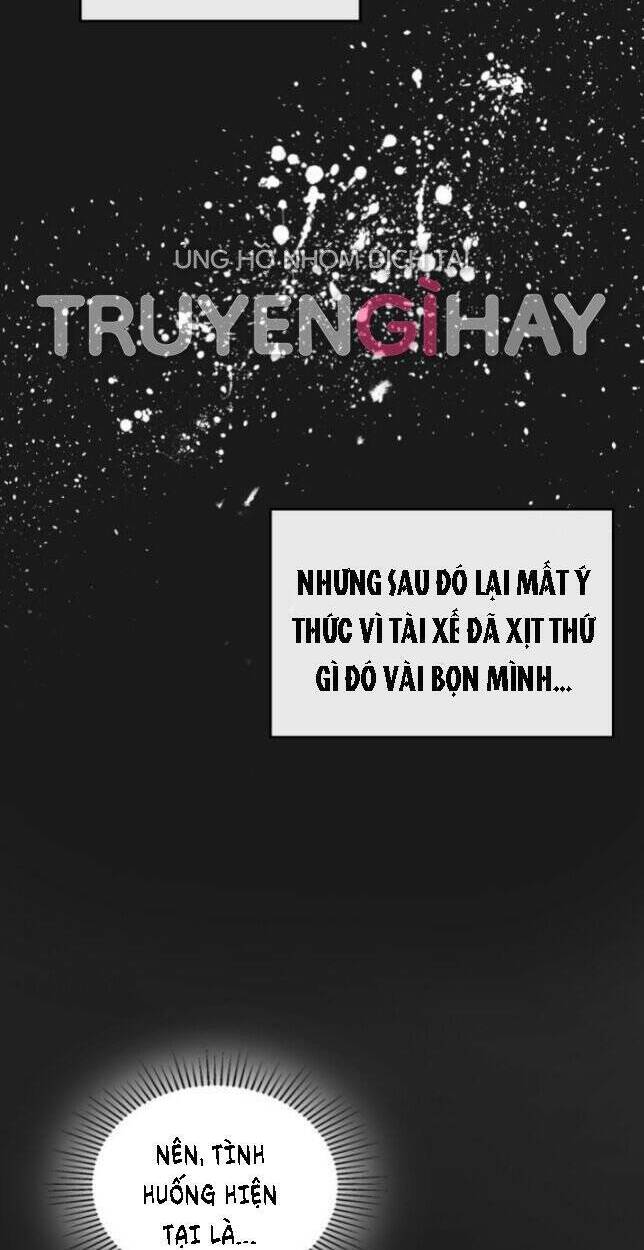 ỦNG HỘ NHÓM DỊCH TẠI
TRUYENGÌHAY
NHƯNG SAU ĐÓ LẠI MẤT Ý
THỨC VÌ TÀI XẾ ĐÃ XỊT THỨ
GÌ ĐÓ VÀI BỌN MÌNH...
NÊN, TÌNH
HUỐNG HIỆN
TẠI LÀ...